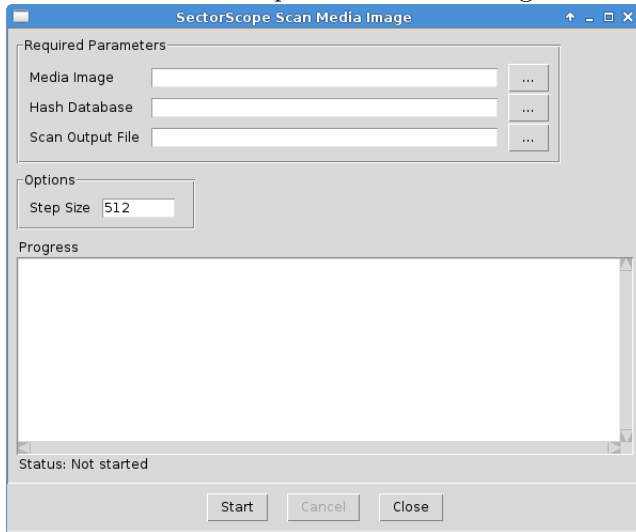 SectorScope Scan Media Image
Required Parameters
Media Image ...
Hash Database ...
Scan Output File ...
Options
Step Size 512
Progress
Status: Not started
Start Cancel Close